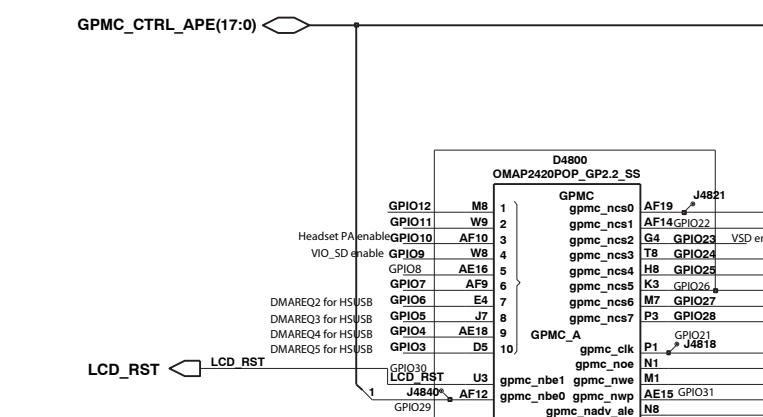 GPMC_CTRL_APE(17:0)
D4800
OMAP2420POP_GP2.2_SS
GPMC
J4821
GPIO12 M8 1 gpmc_ncs0 AF19
GPIO11 W9 2 gpmc_ncs1 AF14 GPIO22
Headset PA enable GPIO10 AF10 3 gpmc_ncs2 G4 GPIO23 VSD en
VIO_SD enable GPIO9 W8 4 gpmc_ncs3 T8 GPIO24
GPIO8 AE16 5 gpmc_ncs4 H8 GPIO25
GPIO7 AF9 6 gpmc_ncs5 K3 GPIO26
DMAREQ2 for HSUSB GPIO6 E4 7 gpmc_ncs6 M7 GPIO27
DMAREQ3 for HSUSB GPIO5 J7 8 gpmc_ncs7 P3 GPIO28
DMAREQ4 for HSUSB GPIO4 AE18 9 GPMC_A GPIO21
DMAREQ5 for HSUSB GPIO3 D5 10 gpmc_clk P1 J4818
LCD_RST LCD_RST GPIO30 gpmc_noe N1
LCD_RST U3 gpmc_nbe1 gpmc_nwe M1
1 J4840 AF12 gpmc_nbe0 gpmc_nwp AE15 GPIO31
GPIO29 gpmc_nadv_ale N8